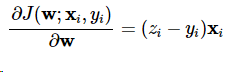 ∂J(w; xᵢ, yᵢ) / ∂w = (zᵢ − yᵢ)xᵢ